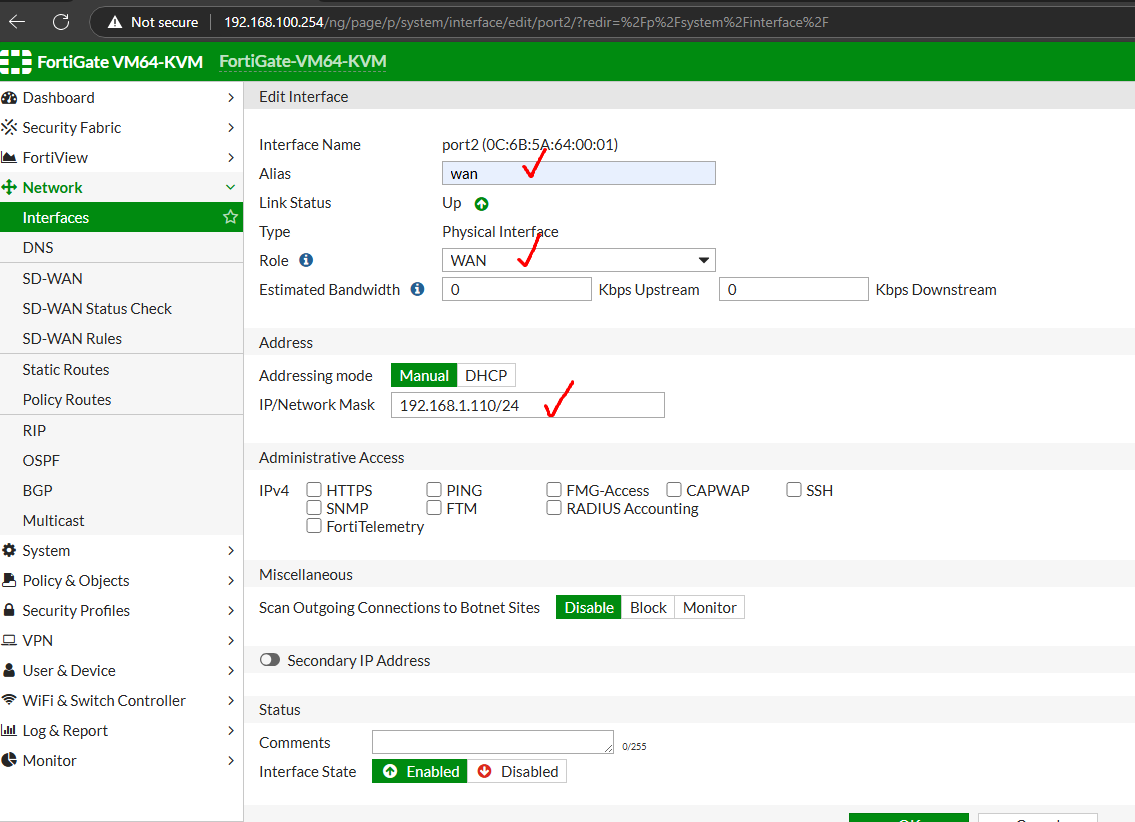 Not secure 192.168.100.254/ng/page/p/system/interface/edit/port2/?redir=%2Fp%2Fsystem%2Finterface%2F
FortiGate VM64-KVM FortiGate-VM64-KVM
Dashboard
Security Fabric
FortiView
Network
Interfaces
DNS
SD-WAN
SD-WAN Status Check
SD-WAN Rules
Static Routes
Policy Routes
RIP
OSPF
BGP
Multicast
System
Policy & Objects
Security Profiles
VPN
User & Device
WiFi & Switch Controller
Log & Report
Monitor
Edit Interface
Interface Name port2 (0C:6B:5A:64:00:01)
Alias wan
Link Status Up
Type Physical Interface
Role WAN
Estimated Bandwidth 0 Kbps Upstream 0 Kbps Downstream
Address
Addressing mode Manual DHCP
IP/Network Mask 192.168.1.110/24
Administrative Access
IPv4 HTTPS PING FMG-Access CAPWAP SSH
SNMP FTM RADIUS Accounting
FortiTelemetry
Miscellaneous
Scan Outgoing Connections to Botnet Sites Disable Block Monitor
Secondary IP Address
Status
Comments 0/255
Interface State Enabled Disabled